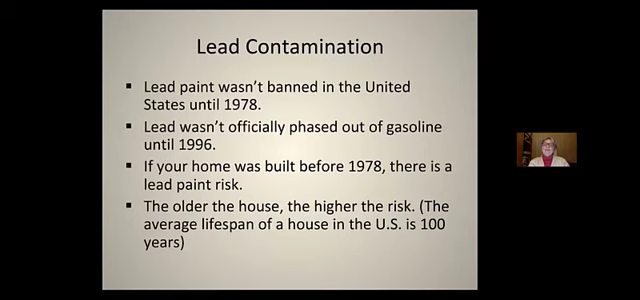 Lead Contamination
▪ Lead paint wasn't banned in the United
States until 1978.
▪ Lead wasn't officially phased out of gasoline
until 1996.
▪ If your home was built before 1978, there is a
lead paint risk.
▪ The older the house, the higher the risk. (The
average lifespan of a house in the U.S. is 100
years)